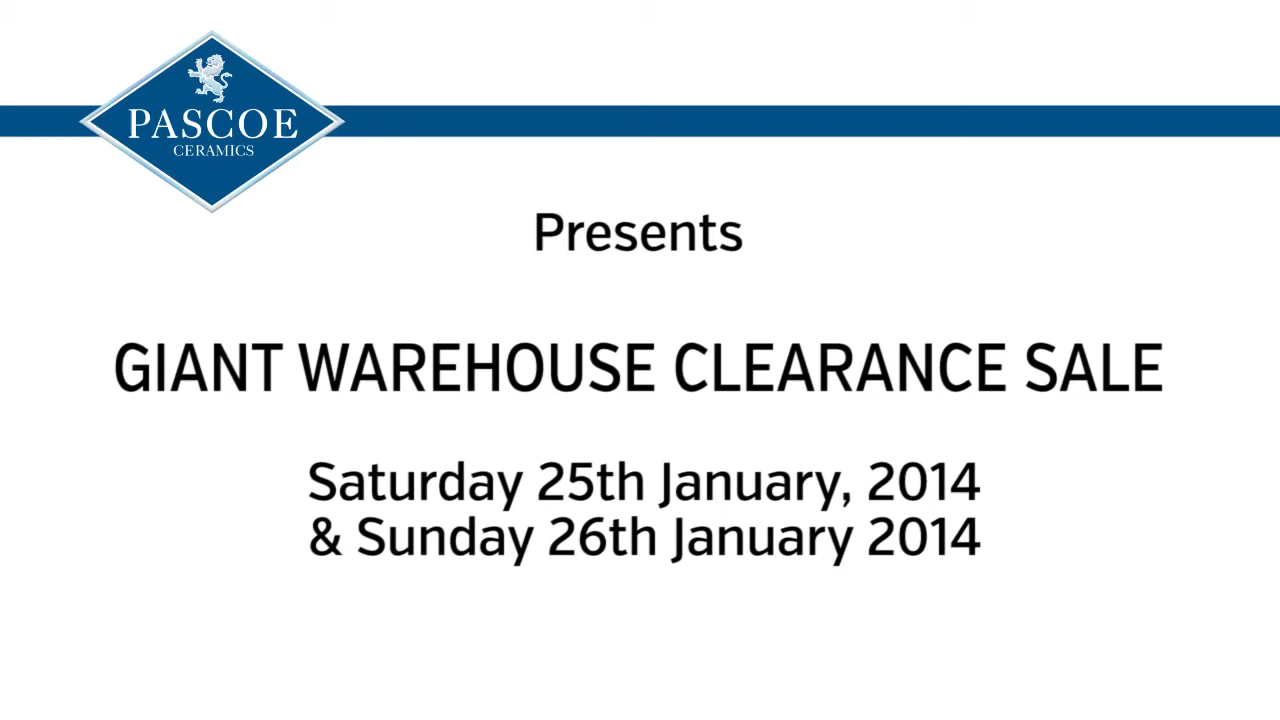 PASCOE
CERAMICS
Presents
GIANT WAREHOUSE CLEARANCE SALE
Saturday 25th January, 2014
& Sunday 26th January 2014